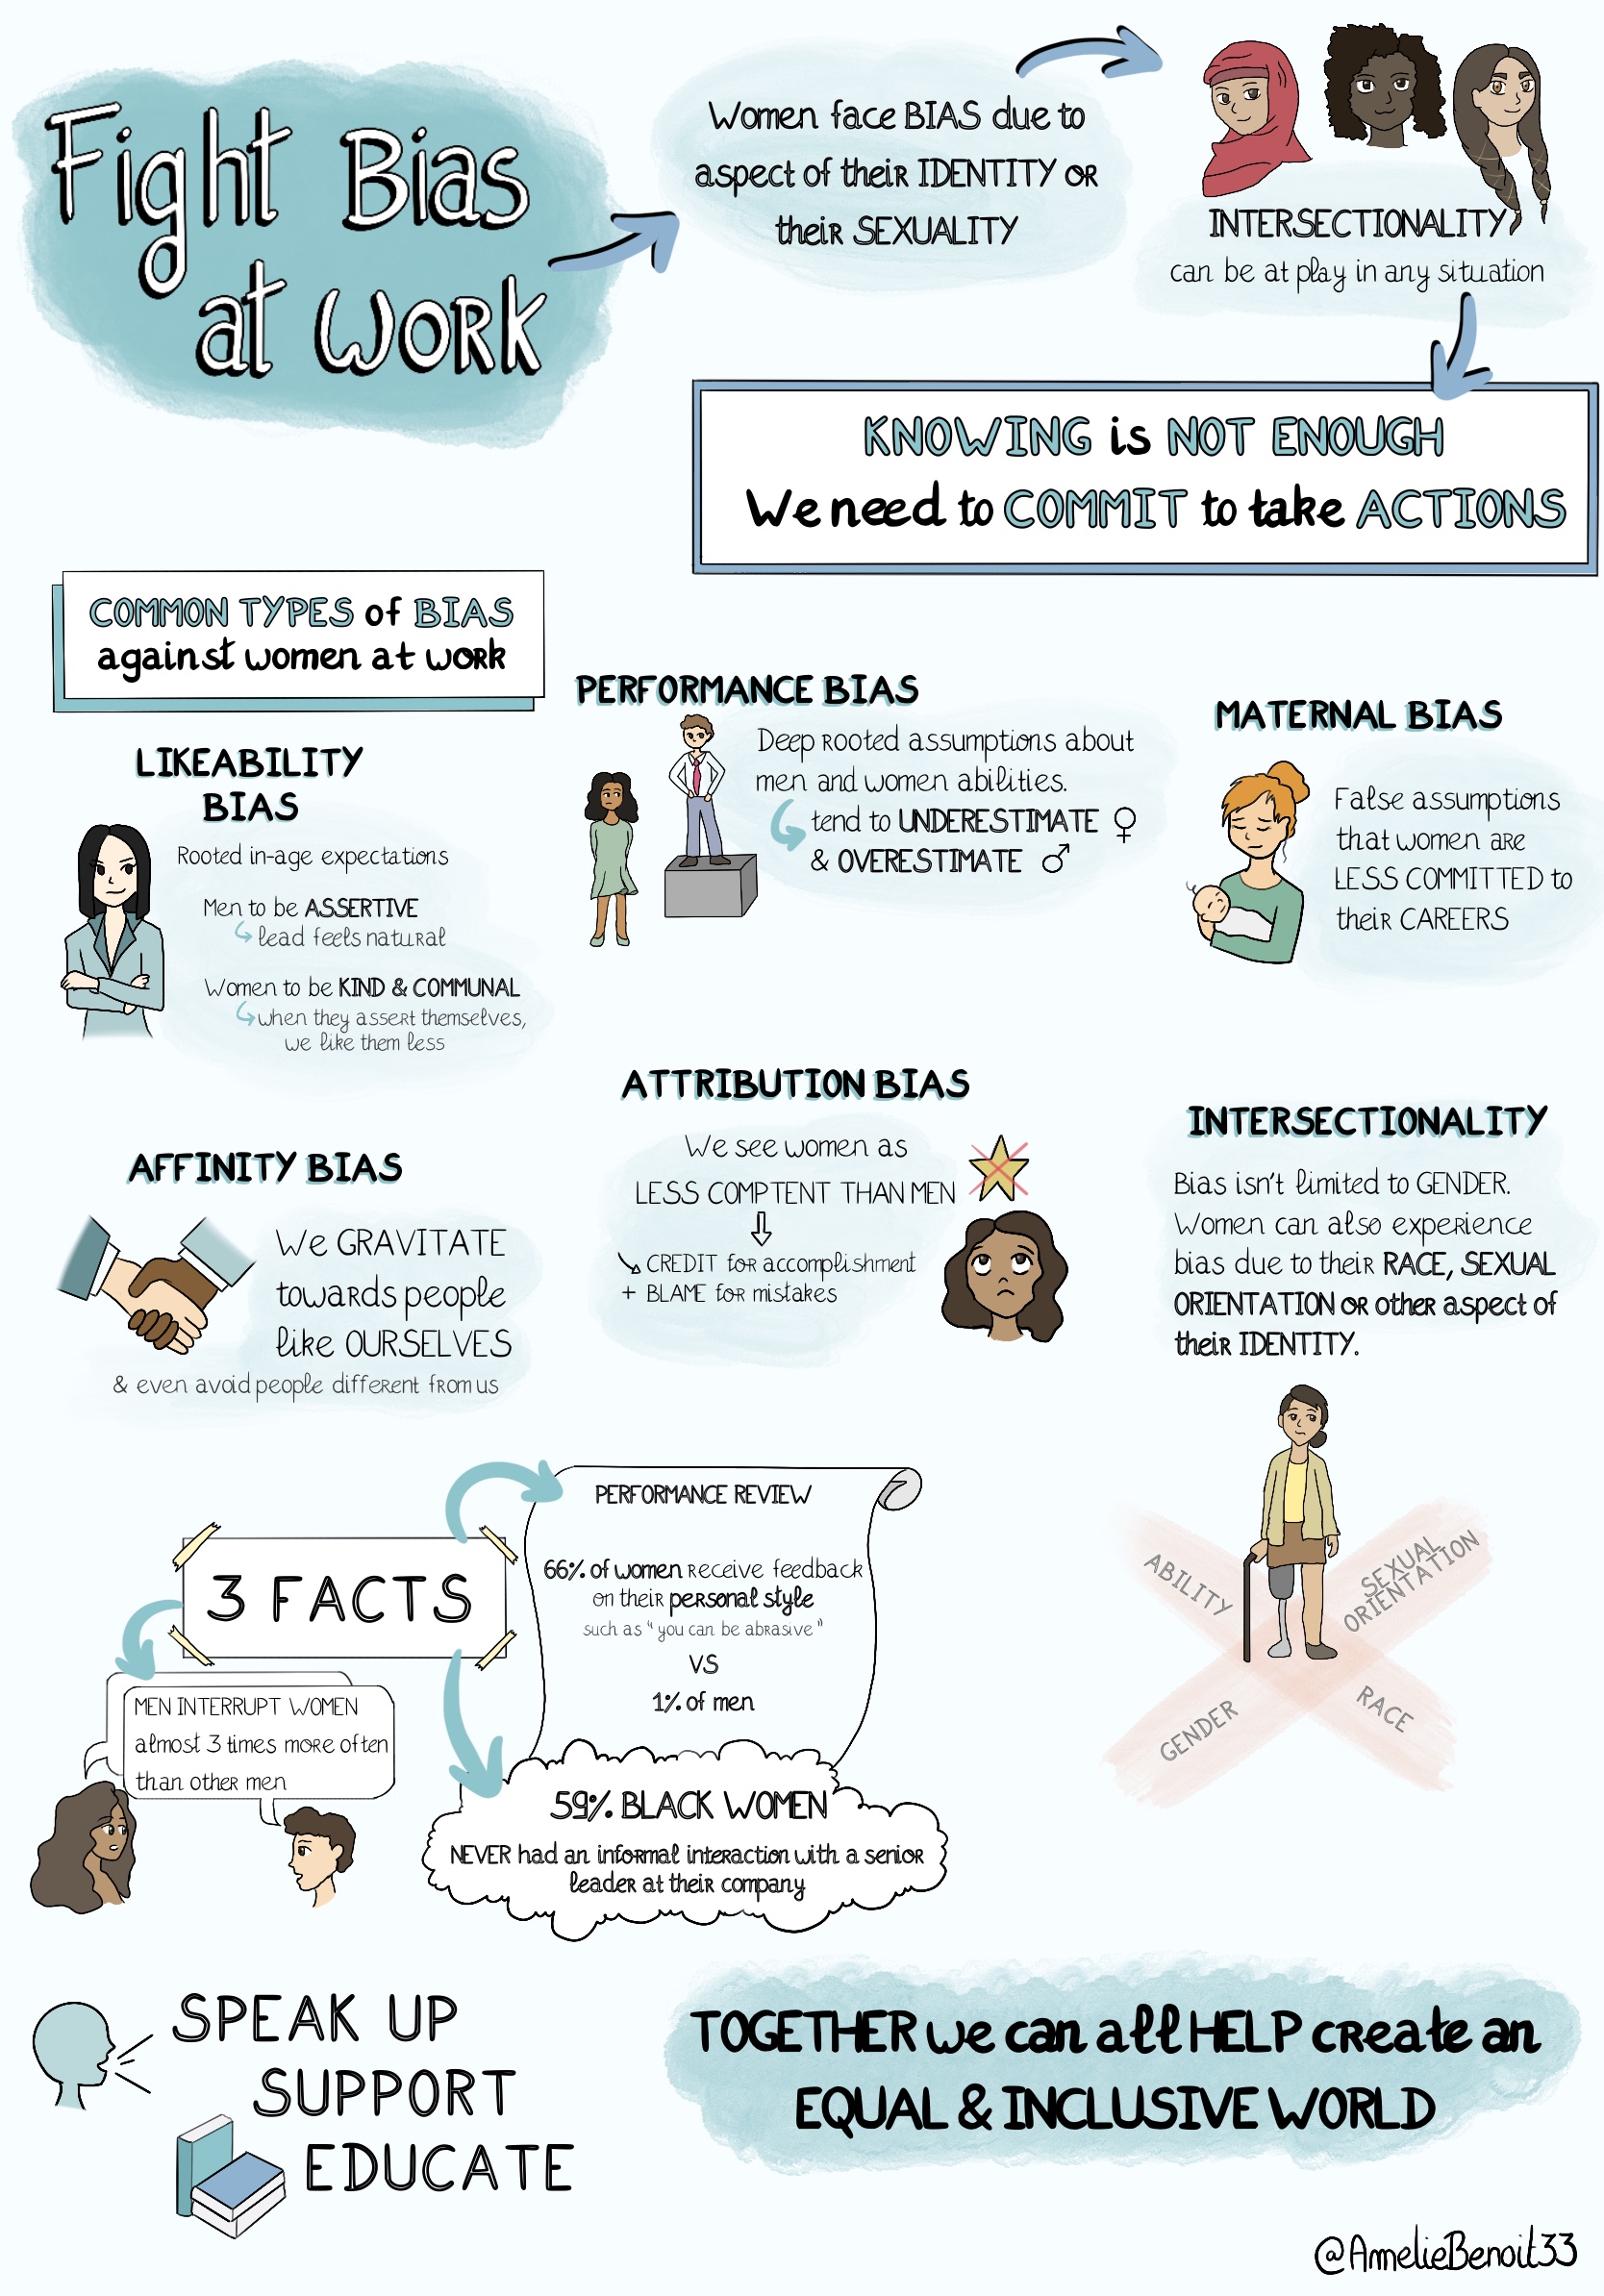 Fight Bias
at WORK
Women face BIAS due to
aspect of their IDENTITY OR
their SEXUALITY
INTERSECTIONALITY
can be at play in any situation
KNOWING is NOT ENOUGH
We need to COMMIT to take ACTIONS
COMMON TYPES of BIAS
against women at work
LIKEABILITY
BIAS
Rooted in-age expectations
Men to be ASSERTIVE
lead feels natural
Women to be KIND & COMMUNAL
when they assert themselves,
we like them less
PERFORMANCE BIAS
Deep rooted assumptions about
men and women abilities.
tend to UNDERESTIMATE ♀
& OVERESTIMATE ♂
MATERNAL BIAS
False assumptions
that women are
LESS COMMITTED to
their CAREERS
AFFINITY BIAS
We GRAVITATE
towards people
like OURSELVES
& even avoid people different from us
ATTRIBUTION BIAS
We see women as
LESS COMPTENT THAN MEN
↘ CREDIT for accomplishment
+ BLAME for mistakes
INTERSECTIONALITY
Bias isn't limited to GENDER.
Women can also experience
bias due to their RACE, SEXUAL
ORIENTATION OR other aspect of
their IDENTITY.
ABILITY
SEXUAL
ORIENTATION
GENDER
RACE
3 FACTS
PERFORMANCE REVIEW
66% of women receive feedback
on their personal style
such as "you can be abrasive"
VS
1% of men
MEN INTERRUPT WOMEN
almost 3 times more often
than other men
59% BLACK WOMEN
NEVER had an informal interaction with a senior
leader at their company
SPEAK UP
SUPPORT
EDUCATE
TOGETHER we can all HELP create an
EQUAL & INCLUSIVE WORLD
@AmelieBenoit33